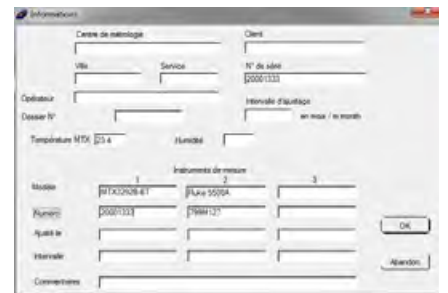 Informations
Centre de métrologie Client
Ville Service N° de série
20001333
Opérateur
Intervalle d'ajustage
Dossier N° en mois / in month
Température MTX 23.4 Humidité
Instruments de mesure
1 2 3
Modèle MTX3292B-BT Fluke 5500A
Numéro 20001333
Ajusté le OK
Intervalle
Abandon
Commentaires